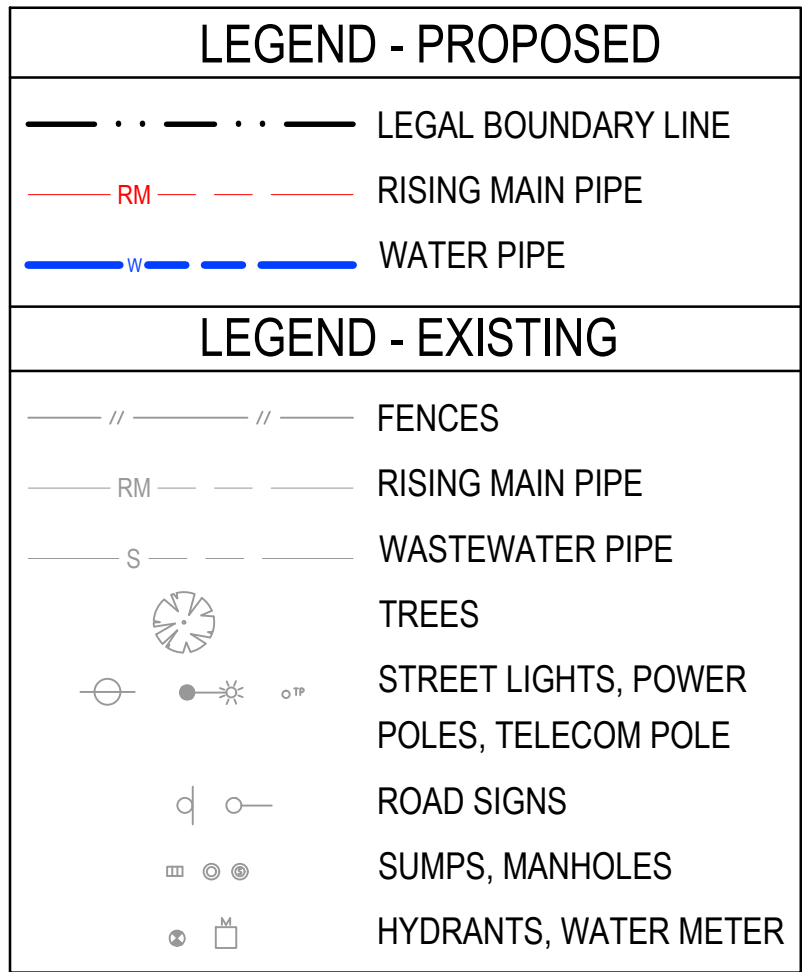 LEGEND - PROPOSED
LEGAL BOUNDARY LINE
RM RISING MAIN PIPE
W WATER PIPE
LEGEND - EXISTING
// // FENCES
RM RISING MAIN PIPE
S WASTEWATER PIPE
TREES
TP STREET LIGHTS, POWER
POLES, TELECOM POLE
ROAD SIGNS
S SUMPS, MANHOLES
M HYDRANTS, WATER METER